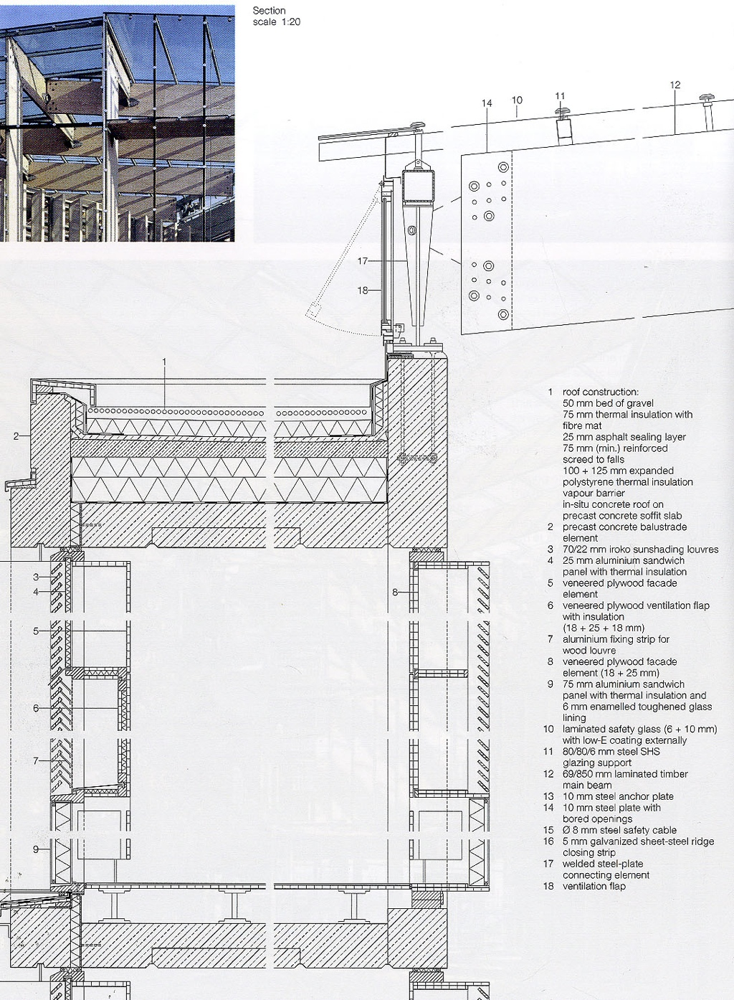 Section
scale 1:20
12
11
10
14
17
18
1
2
3
4
8
5
6
7
9
1 roof construction:
50 mm bed of gravel
75 mm thermal insulation with
fibre mat
25 mm asphalt sealing layer
75 mm (min.) reinforced
screed to falls
100 + 125 mm expanded
polystyrene thermal insulation
vapour barrier
in-situ concrete roof on
precast concrete soffit slab
2 precast concrete balustrade
element
3 70/22 mm iroko sunshading louvres
4 25 mm aluminium sandwich
panel with thermal insulation
5 veneered plywood facade
element
6 veneered plywood ventilation flap
with insulation
(18 + 25 + 18 mm)
7 aluminium fixing strip for
wood louvre
8 veneered plywood facade
element (18 + 25 mm)
9 75 mm aluminium sandwich
panel with thermal insulation and
6 mm enamelled toughened glass
lining
10 laminated safety glass (6 + 10 mm)
with low-E coating externally
11 80/80/6 mm steel SHS
glazing support
12 69/850 mm laminated timber
main beam
13 10 mm steel anchor plate
14 10 mm steel plate with
bored openings
15 Ø 8 mm steel safety cable
16 5 mm galvanized sheet-steel ridge
closing strip
17 welded steel-plate
connecting element
18 ventilation flap